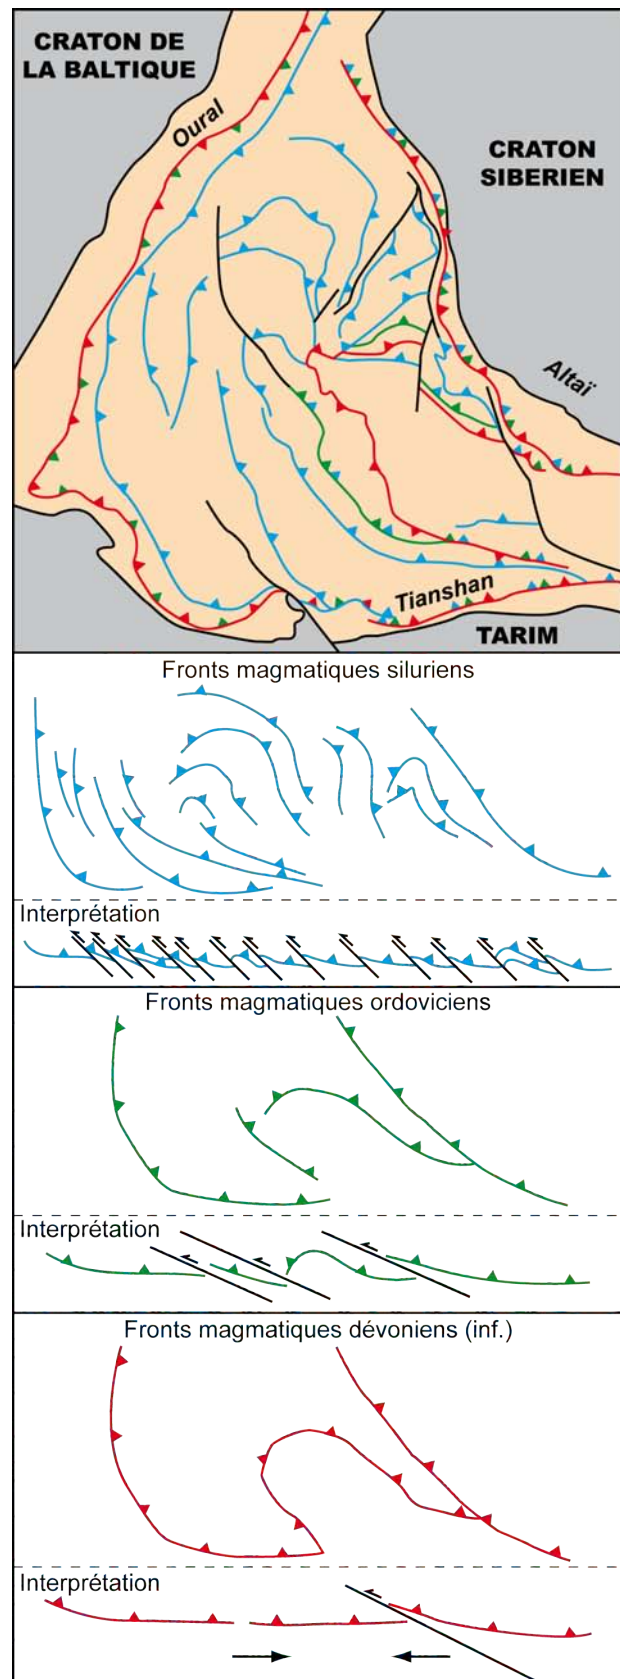 CRATON DE
LA BALTIQUE
Oural
CRATON
SIBERIEN
Altaï
Tianshan
TARIM
Fronts magmatiques siluriens
Interprétation
Fronts magmatiques ordoviciens
Interprétation
Fronts magmatiques dévoniens (inf.)
Interprétation